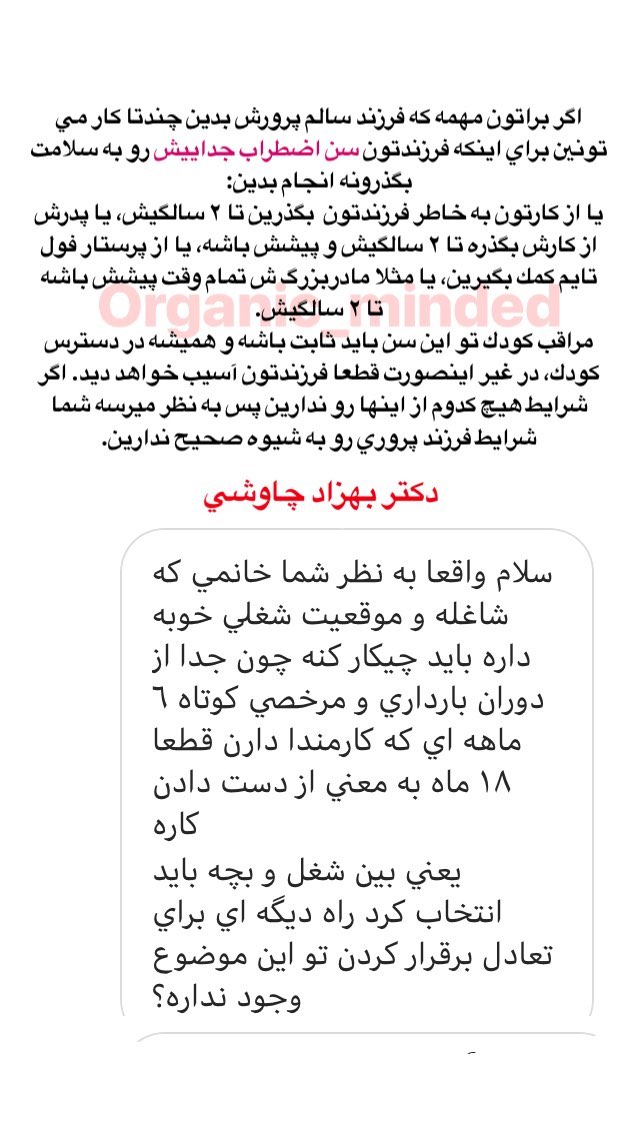 اگر براتون مهمه كه فرزند سالم پرورش بدين چندتا كار مي
تونين براي اينكه فرزندتون سن اضطراب جداييش رو به سلامت
بگذرونه انجام بدين:
يا از كارتون به خاطر فرزندتون بگذرين تا ٢ سالگيش، يا پدرش
از كارش بگذره تا ٢ سالگيش و پيشش باشه، يا از پرستار فول
تايم كمك بگيرين، يا مثلا مادربزرگ ش تمام وقت پيشش باشه
تا ٢ سالگيش.
Organic_minded
مراقب كودك تو اين سن بايد ثابت باشه و هميشه در دسترس
كودك، در غير اينصورت قطعا فرزندتون آسيب خواهد ديد. اگر
شرايط هيچ كدوم از اينها رو ندارين پس به نظر ميرسه شما
شرايط فرزند پروري رو به شيوه صحيح ندارين.
دكتر بهزاد چاوشي
سلام واقعا به نظر شما خانمي كه
شاغله و موقعيت شغلي خوبه
داره بايد چيكار كنه چون جدا از
دوران بارداري و مرخصي كوتاه ٦
ماهه اي كه كارمندا دارن قطعا
١٨ ماه به معني از دست دادن
كاره
يعني بين شغل و بچه بايد
انتخاب كرد راه ديگه اي براي
تعادل برقرار كردن تو اين موضوع
وجود نداره؟